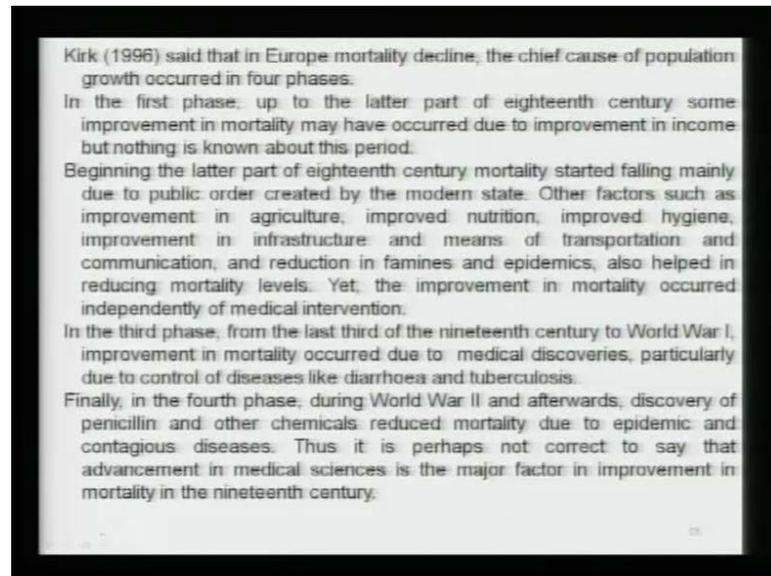 Kirk (1996) said that in Europe mortality decline, the chief cause of population
growth occurred in four phases.
In the first phase, up to the latter part of eighteenth century some
improvement in mortality may have occurred due to improvement in income
but nothing is known about this period.
Beginning the latter part of eighteenth century mortality started falling mainly
due to public order created by the modern state. Other factors such as
improvement in agriculture, improved nutrition, improved hygiene,
improvement in infrastructure and means of transportation and
communication, and reduction in famines and epidemics, also helped in
reducing mortality levels. Yet, the improvement in mortality occurred
independently of medical intervention.
In the third phase, from the last third of the nineteenth century to World War I,
improvement in mortality occurred due to medical discoveries, particularly
due to control of diseases like diarrhoea and tuberculosis.
Finally, in the fourth phase, during World War II and afterwards, discovery of
penicillin and other chemicals reduced mortality due to epidemic and
contagious diseases. Thus it is perhaps not correct to say that
advancement in medical sciences is the major factor in improvement in
mortality in the nineteenth century.